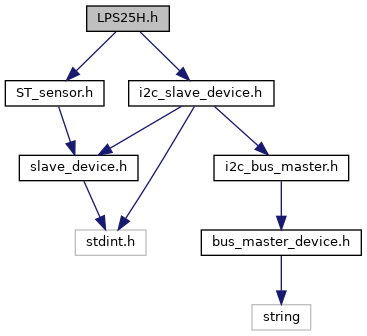 LPS25H.h
ST_sensor.h
i2c_slave_device.h
slave_device.h
i2c_bus_master.h
stdint.h
bus_master_device.h
string